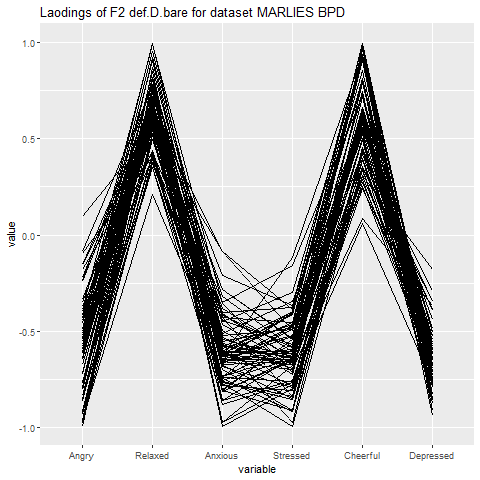 Laodings of F2 def.D.bare for dataset MARLIES BPD
1.0
0.5
0.0
-0.5
-1.0
value
Angry Relaxed Anxious Stressed Cheerful Depressed
variable